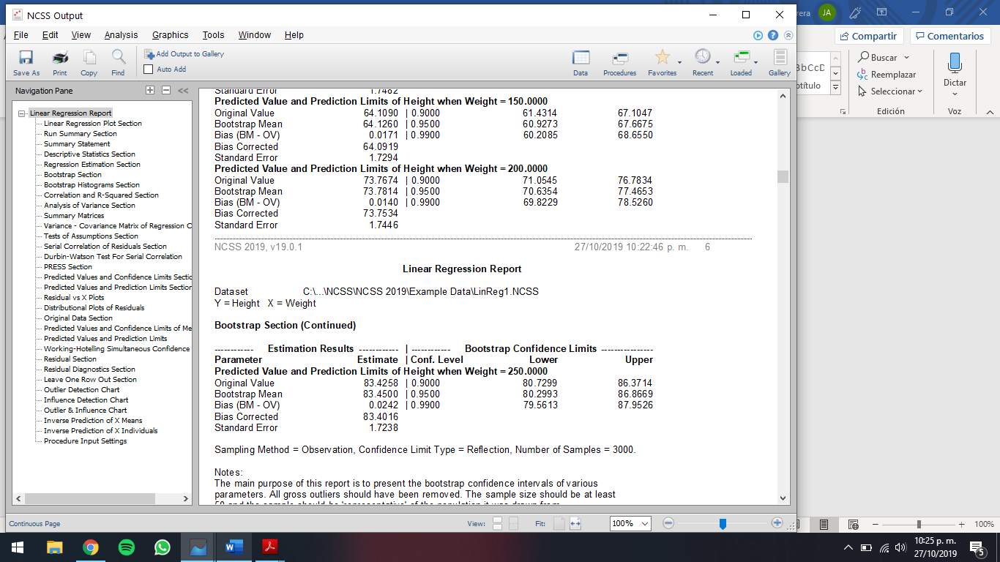 NCSS Output
rera JA
File Edit View Analysis Graphics Tools Window Help
Compartir Comentarios
Save As Print Copy Find
Add Output to Gallery
Auto Add
Data Procedures Favorites Recent Loaded Gallery
Buscar
Reemplazar
Seleccionar
Edición
Dictar
Voz
Navigation Pane
Linear Regression Report
Linear Regression Plot Section
Run Summary Section
Summary Statement
Descriptive Statistics Section
Regression Estimation Section
Bootstrap Section
Bootstrap Histograms Section
Correlation and R-Squared Section
Analysis of Variance Section
Summary Matrices
Variance - Covariance Matrix of Regression C
Tests of Assumptions Section
Serial Correlation of Residuals Section
Durbin-Watson Test For Serial Correlation
PRESS Section
Predicted Values and Confidence Limits Sectio
Predicted Values and Prediction Limits Section
Residual vs X Plots
Distributional Plots of Residuals
Original Data Section
Predicted Values and Confidence Limits of Me
Predicted Values and Prediction Limits
Working-Hotelling Simultaneous Confidence
Residual Section
Residual Diagnostics Section
Leave One Row Out Section
Outlier Detection Chart
Influence Detection Chart
Outlier & Influence Chart
Inverse Prediction of X Means
Inverse Prediction of X Individuals
Procedure Input Settings
Standard Error 1.7482
Predicted Value and Prediction Limits of Height when Weight = 150.0000
Original Value 64.1090 | 0.9000 61.4314 67.1047
Bootstrap Mean 64.1260 | 0.9500 60.9273 67.6675
Bias (BM - OV) 0.0171 | 0.9900 60.2085 68.6550
Bias Corrected 64.0919
Standard Error 1.7294
Predicted Value and Prediction Limits of Height when Weight = 200.0000
Original Value 73.7674 | 0.9000 71.0545 76.7834
Bootstrap Mean 73.7814 | 0.9500 70.6354 77.4653
Bias (BM - OV) 0.0140 | 0.9900 69.8229 78.5260
Bias Corrected 73.7534
Standard Error 1.7446
NCSS 2019, v19.0.1 27/10/2019 10:22:46 p. m. 6
Linear Regression Report
Dataset C:\...\NCSS\NCSS 2019\Example Data\LinReg1.NCSS
Y = Height X = Weight
Bootstrap Section (Continued)
------------ Estimation Results ------------ | ------------ Bootstrap Confidence Limits ----------------
Parameter Estimate | Conf. Level Lower Upper
Predicted Value and Prediction Limits of Height when Weight = 250.0000
Original Value 83.4258 | 0.9000 80.7299 86.3714
Bootstrap Mean 83.4500 | 0.9500 80.2993 86.8669
Bias (BM - OV) 0.0242 | 0.9900 79.5613 87.9526
Bias Corrected 83.4016
Standard Error 1.7238
Sampling Method = Observation, Confidence Limit Type = Reflection, Number of Samples = 3000.
Notes:
The main purpose of this report is to present the bootstrap confidence intervals of various
parameters. All gross outliers should have been removed. The sample size should be at least
50 and the sample should be 'representative' of the population it was drawn from.
Continuous Page
View: Fit: 100%
100%
10:25 p. m.
27/10/2019
5